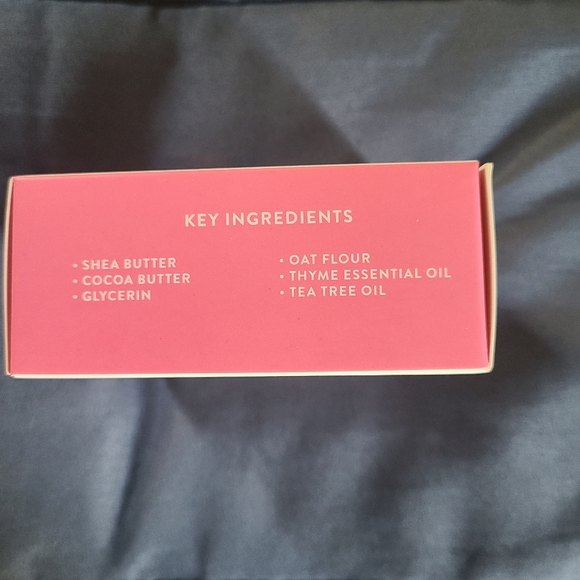 KEY INGREDIENTS
• SHEA BUTTER
• COCOA BUTTER
• GLYCERIN
• OAT FLOUR
• THYME ESSENTIAL OIL
• TEA TREE OIL